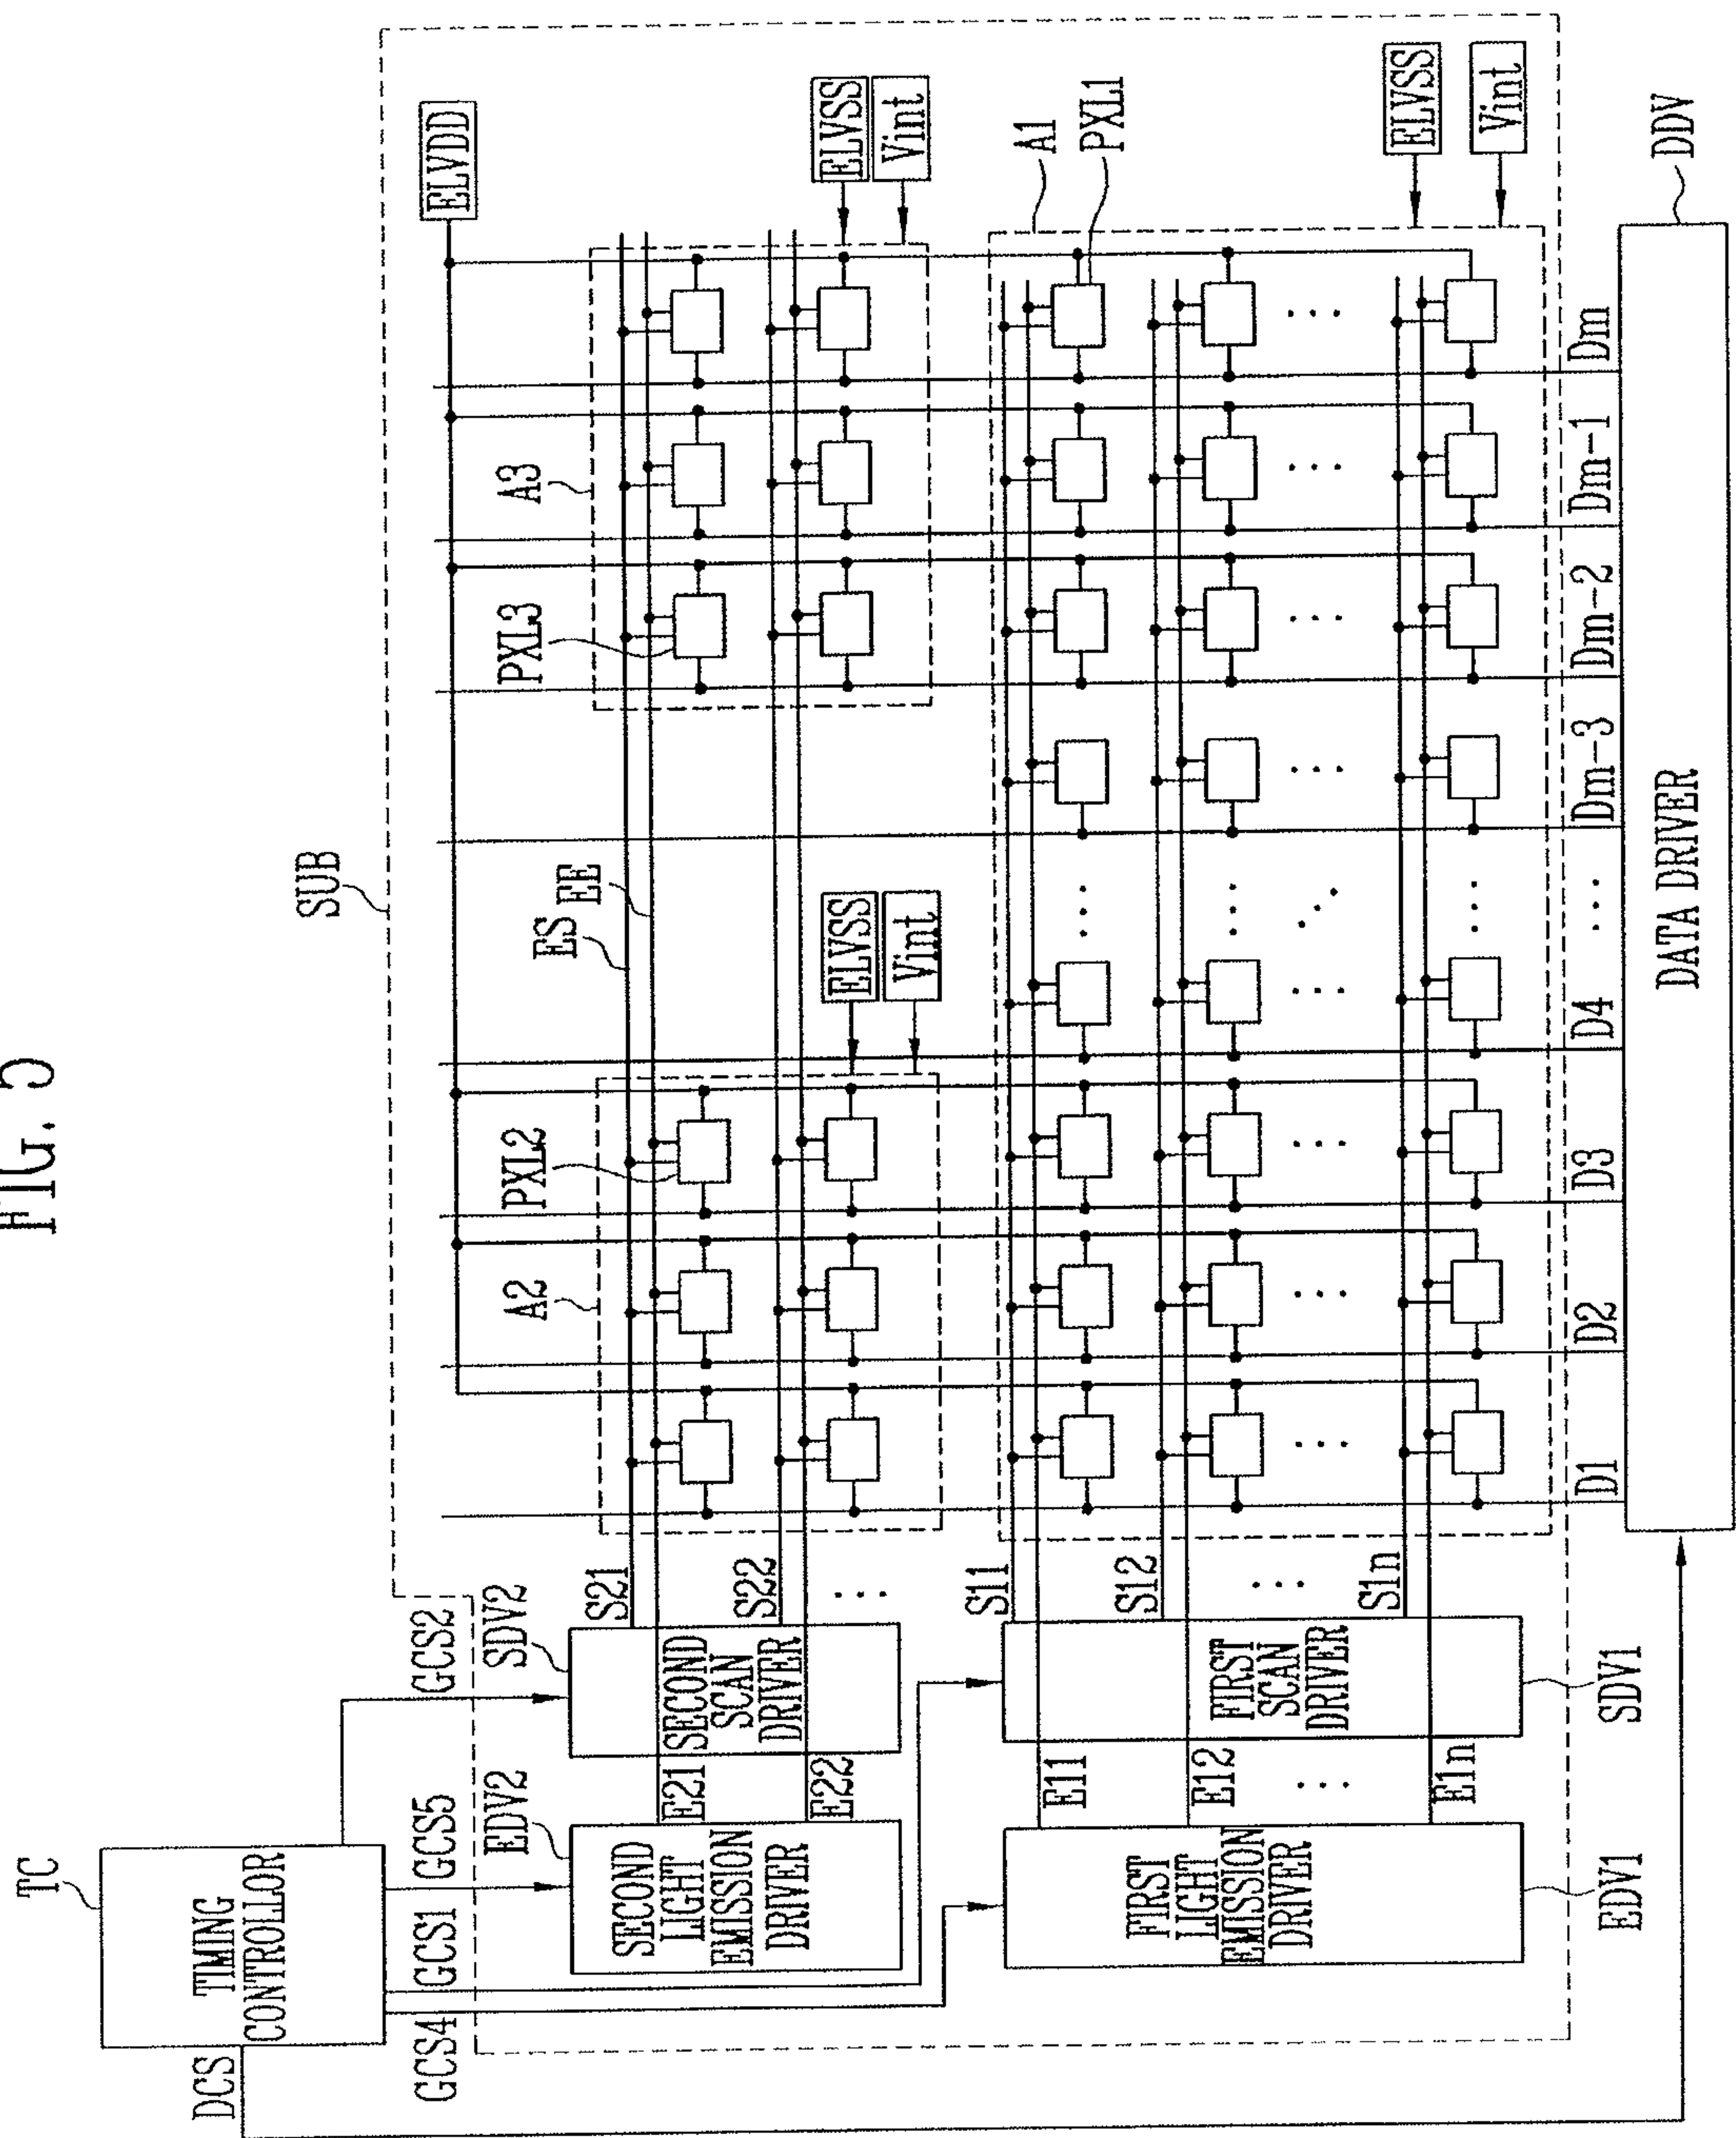 FIG. 5
TC
TIMING
CONTROLLOR
DCS
GCS4
GCS1
GCS5
GCS2
SUB
ELVDD
EDV2
SECOND
LIGHT
EMISSION
DRIVER
E21
E22
SDV2
SECOND
SCAN
DRIVER
S21
S22
...
A2
PXL2
ES
EE
ELVSS
Vint
PXL3
A3
ELVSS
Vint
A1
PXL1
FIRST
LIGHT
EMISSION
DRIVER
EDV1
E11
E12
...
E1n
FIRST
SCAN
DRIVER
SDV1
S11
S12
...
S1n
ELVSS
Vint
D1
D2
D3
D4
...
Dm-3
Dm-2
Dm-1
Dm
DATA DRIVER
DDV